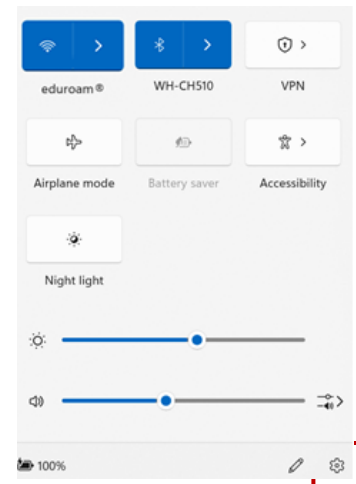 eduroam®
WH-CH510
VPN
Airplane mode
Battery saver
Accessibility
Night light
100%